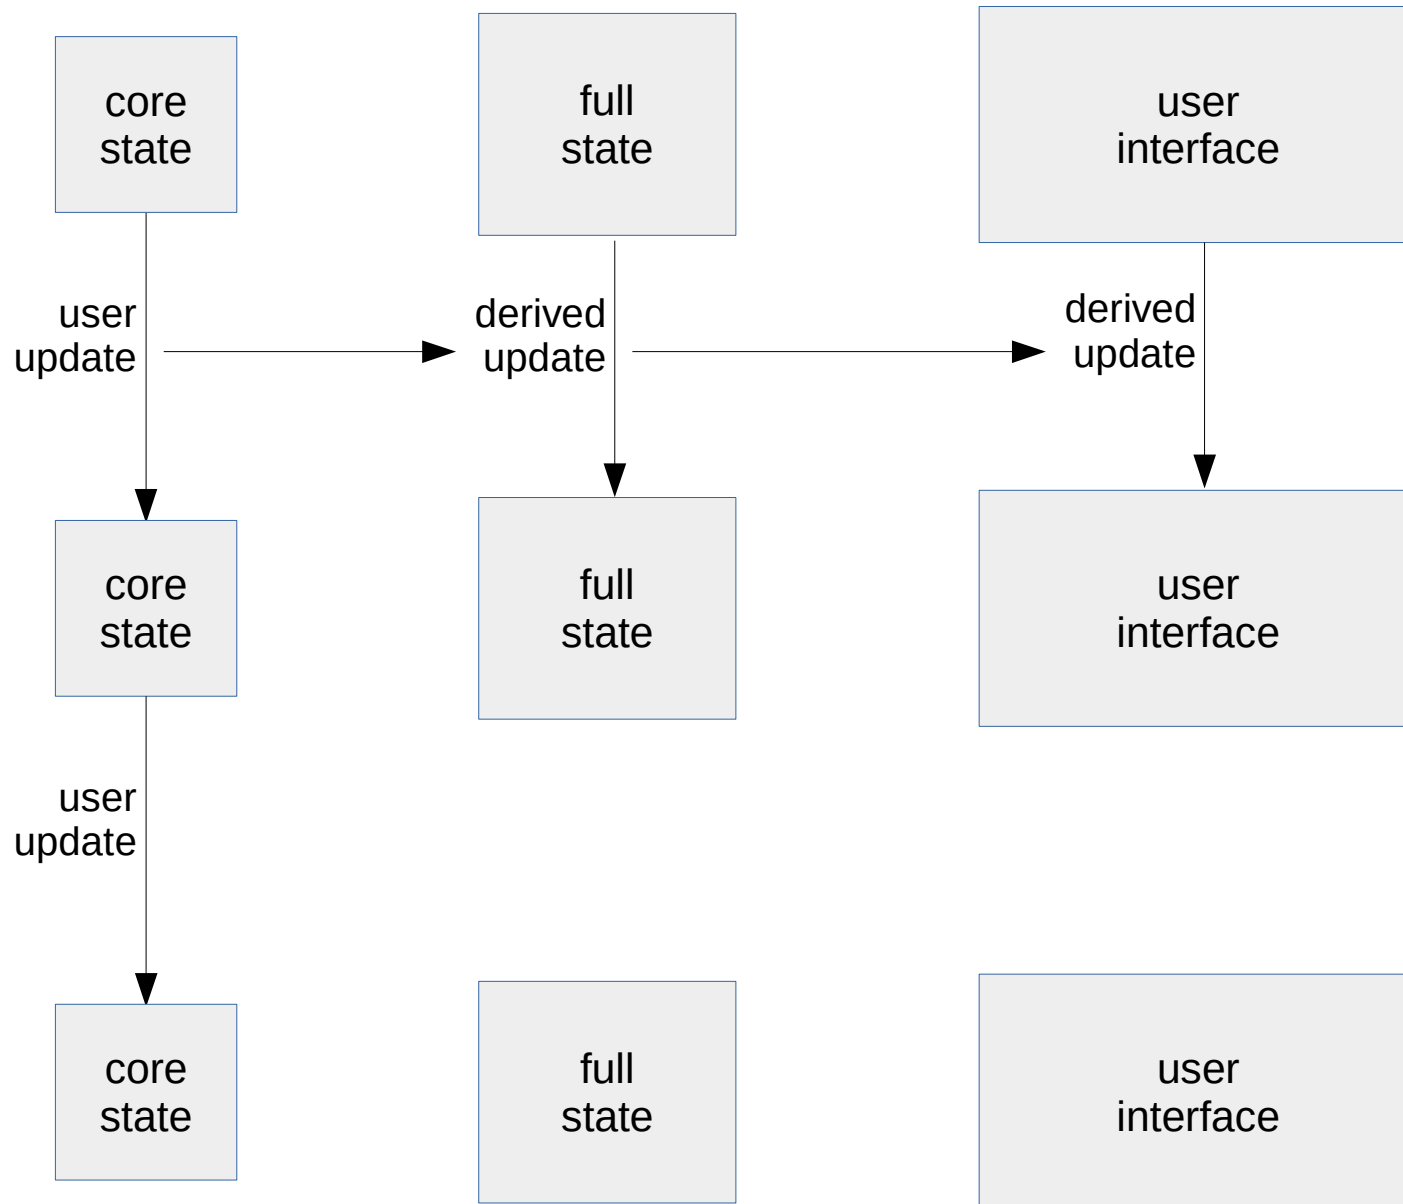 core
state
full
state
user
interface
user
update
derived
update
derived
update
core
state
full
state
user
interface
user
update
core
state
full
state
user
interface